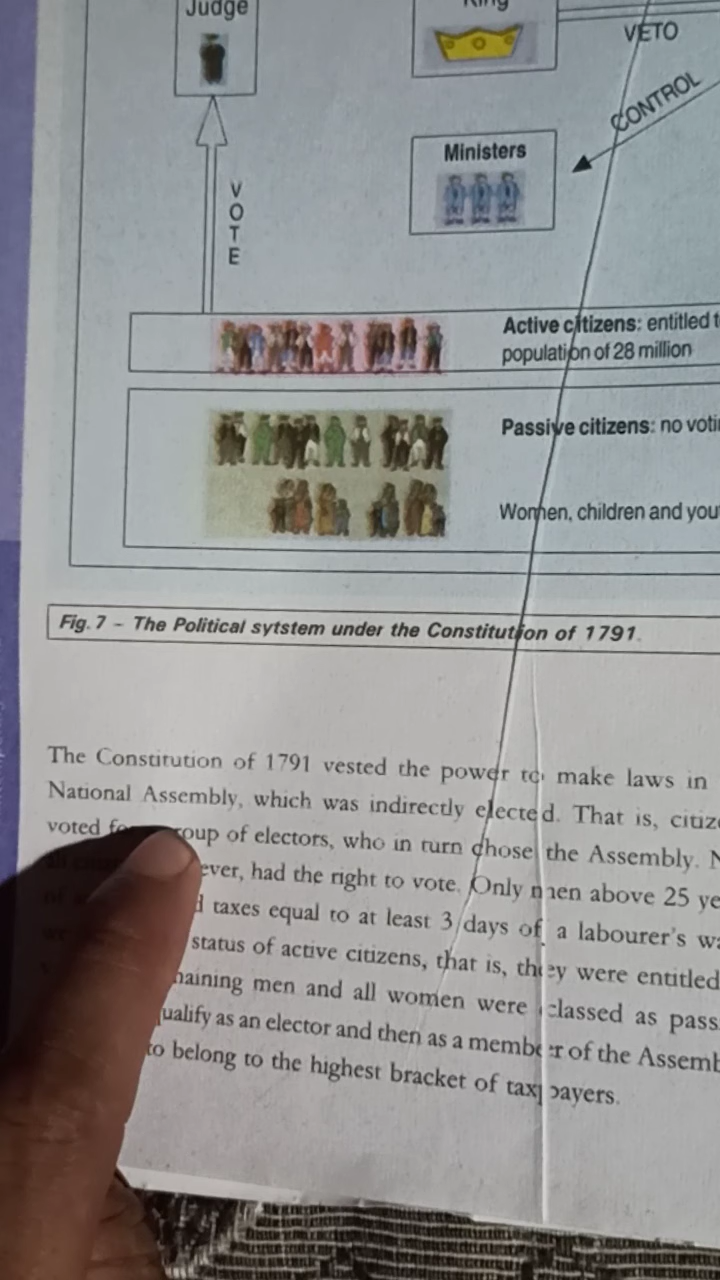 Judge
VETO
CONTROL
Ministers
VOTE
Active citizens: entitled t
population of 28 million
Passive citizens: no voti
Women, children and you
Fig. 7 - The Political sytstem under the Constitution of 1791.
The Constitution of 1791 vested the power to make laws in
National Assembly, which was indirectly elected. That is, citize
voted roup of electors, who in turn chose the Assembly. N
ever, had the right to vote. Only men above 25 ye
taxes equal to at least 3 days of a labourer's wa
status of active citizens, that is, they were entitled
naining men and all women were classed as pass
ualify as an elector and then as a member of the Assemb
to belong to the highest bracket of taxpayers.